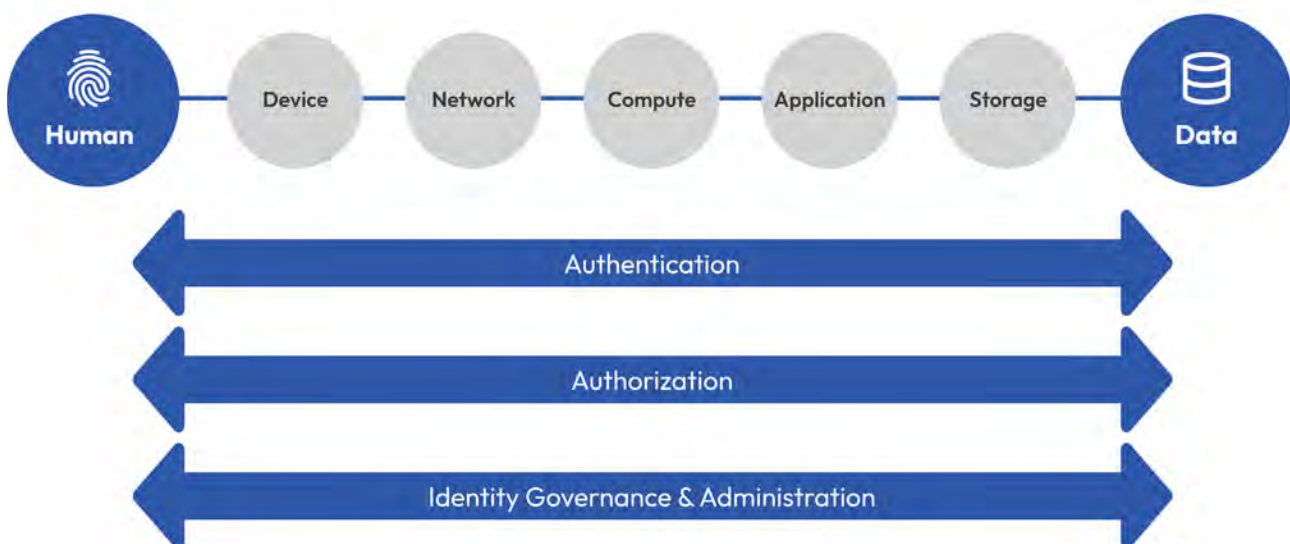 Human
Device
Network
Compute
Application
Storage
Data
Authentication
Authorization
Identity Governance & Administration